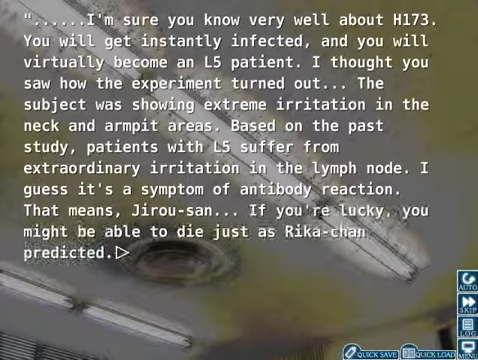 "......I'm sure you know very well about H173.
You will get instantly infected, and you will
virtually become an L5 patient. I thought you
saw how the experiment turned out... The
subject was showing extreme irritation in the
neck and armpit areas. Based on the past
study, patients with L5 suffer from
extraordinary irritation in the lymph node. I
guess it's a symptom of antibody reaction.
That means, Jirou-san... If you're lucky, you
might be able to die just as Rika-chan
predicted.
AUTO
SKIP
LOG
MENU
QUICK SAVE QUICK LOAD